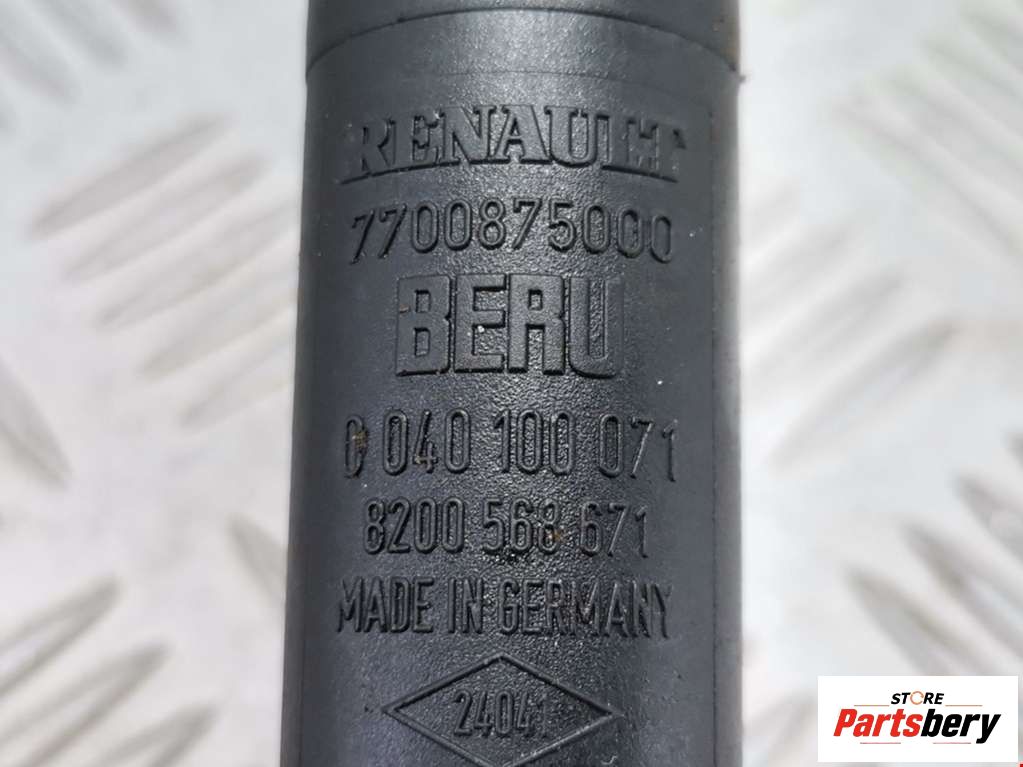 RENAULT
7700875000
BERU
0 040 100 071
8200 568 671
MADE IN GERMANY
24041
STORE
Partsbery